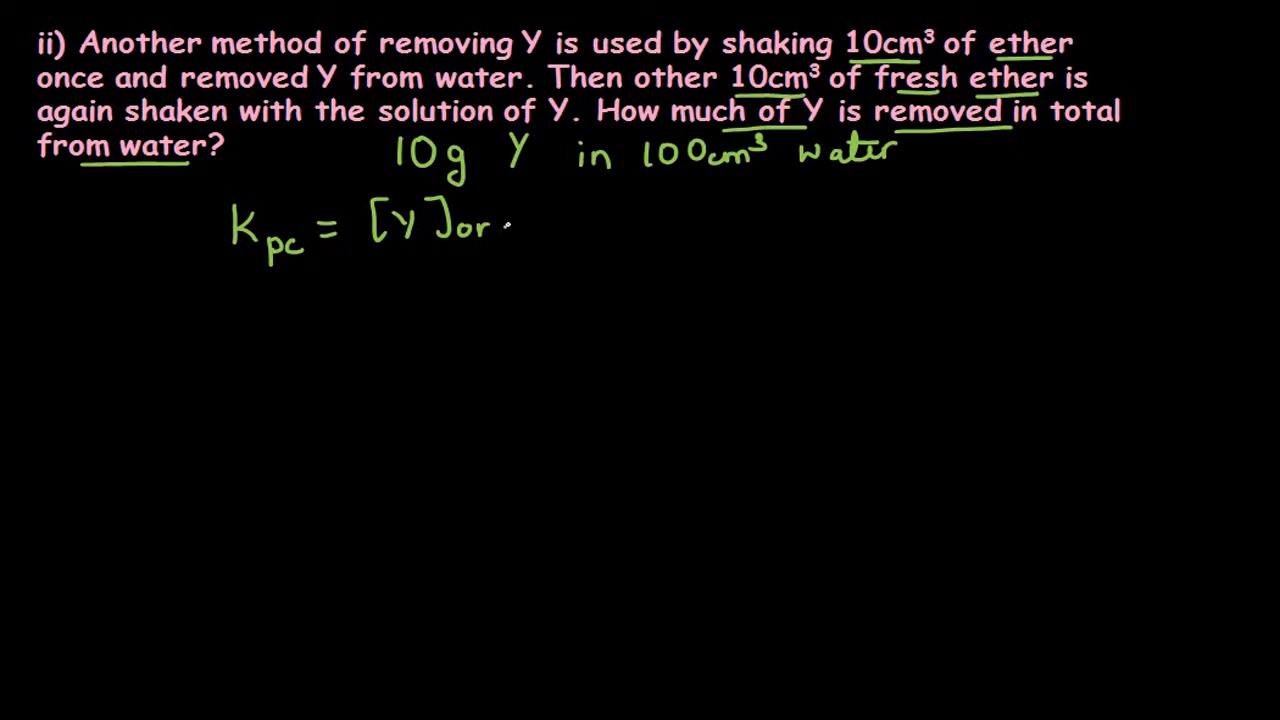 ii) Another method of removing Y is used by shaking 10cm³ of ether
once and removed Y from water. Then other 10cm³ of fresh ether is
again shaken with the solution of Y. How much of Y is removed in total
from water?
10g Y in 100cm³ water
Kpc = [Y]or